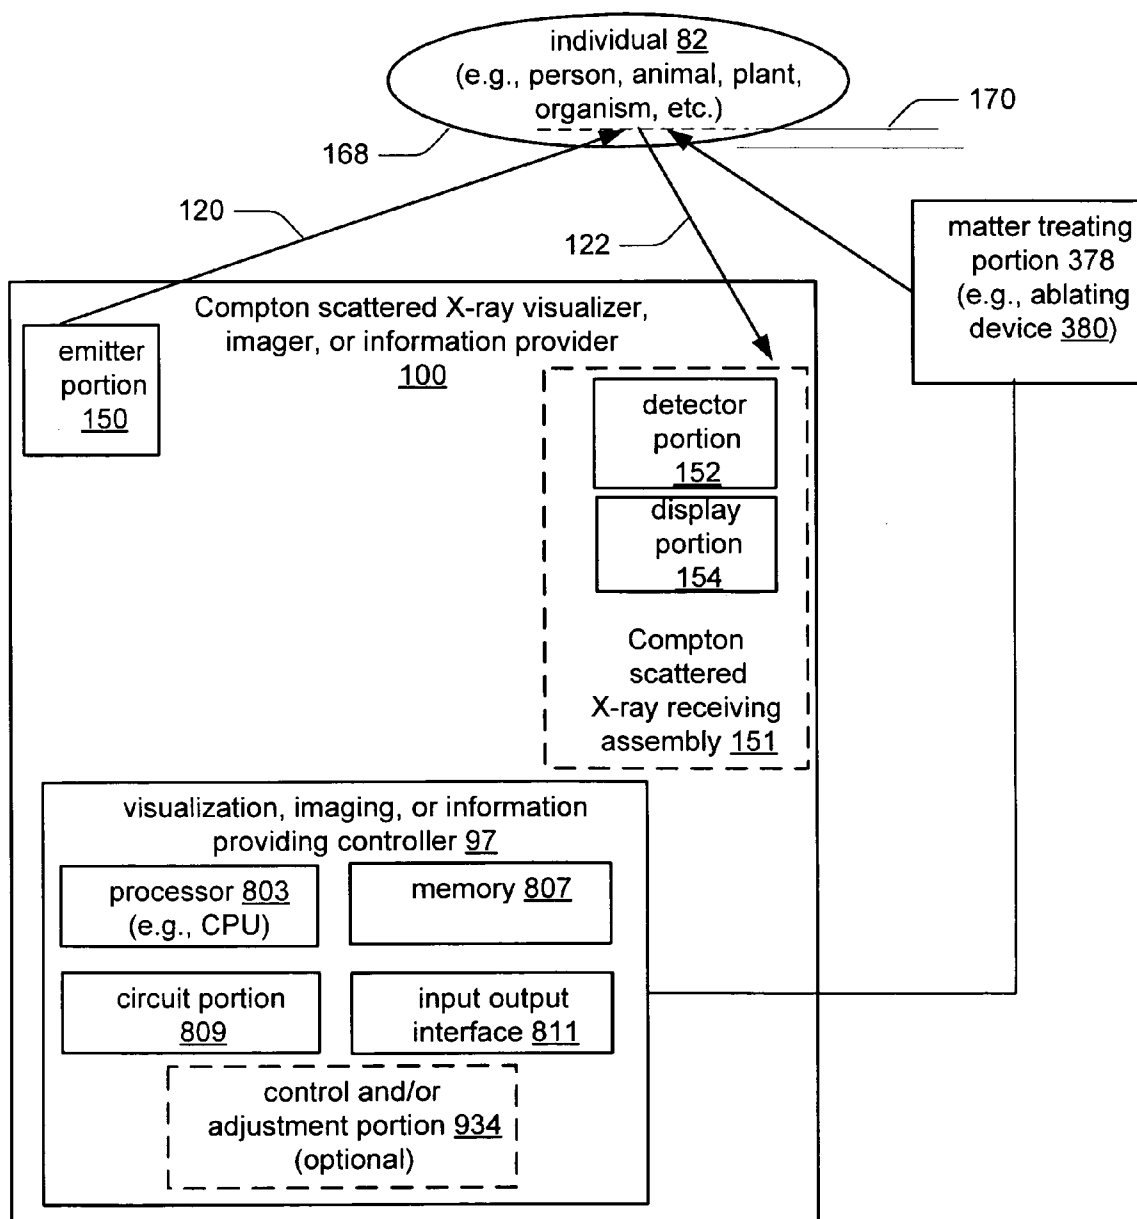 individual 82
(e.g., person, animal, plant,
organism, etc.)
170
168
120
122
matter treating
portion 378
(e.g., ablating
device 380)
Compton scattered X-ray visualizer,
imager, or information provider
100
emitter
portion
150
detector
portion
152
display
portion
154
Compton
scattered
X-ray receiving
assembly 151
visualization, imaging, or information
providing controller 97
processor 803
(e.g., CPU)
memory 807
circuit portion
809
input output
interface 811
control and/or
adjustment portion 934
(optional)